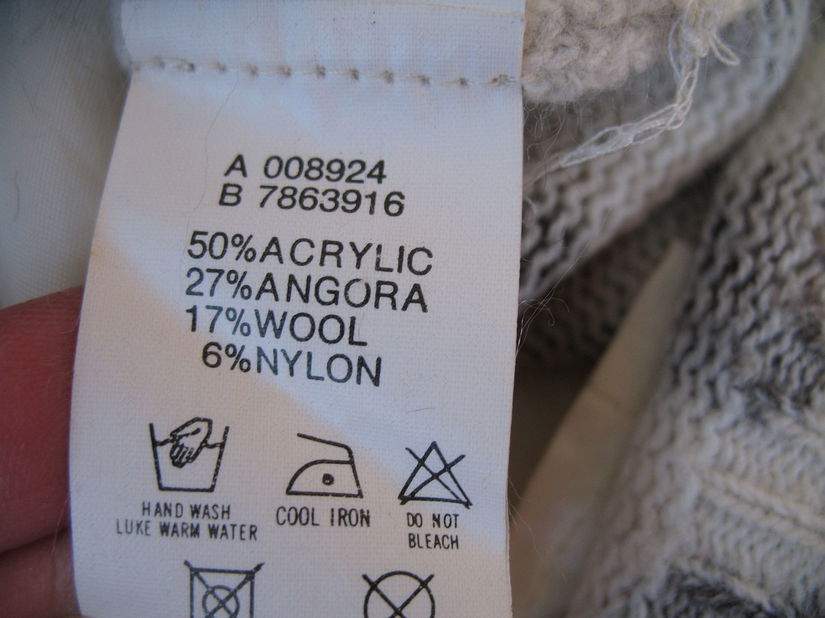 A 008924
B 7863916
50%ACRYLIC
27%ANGORA
17%WOOL
6%NYLON
HAND WASH
LUKE WARM WATER
COOL IRON
DO NOT
BLEACH